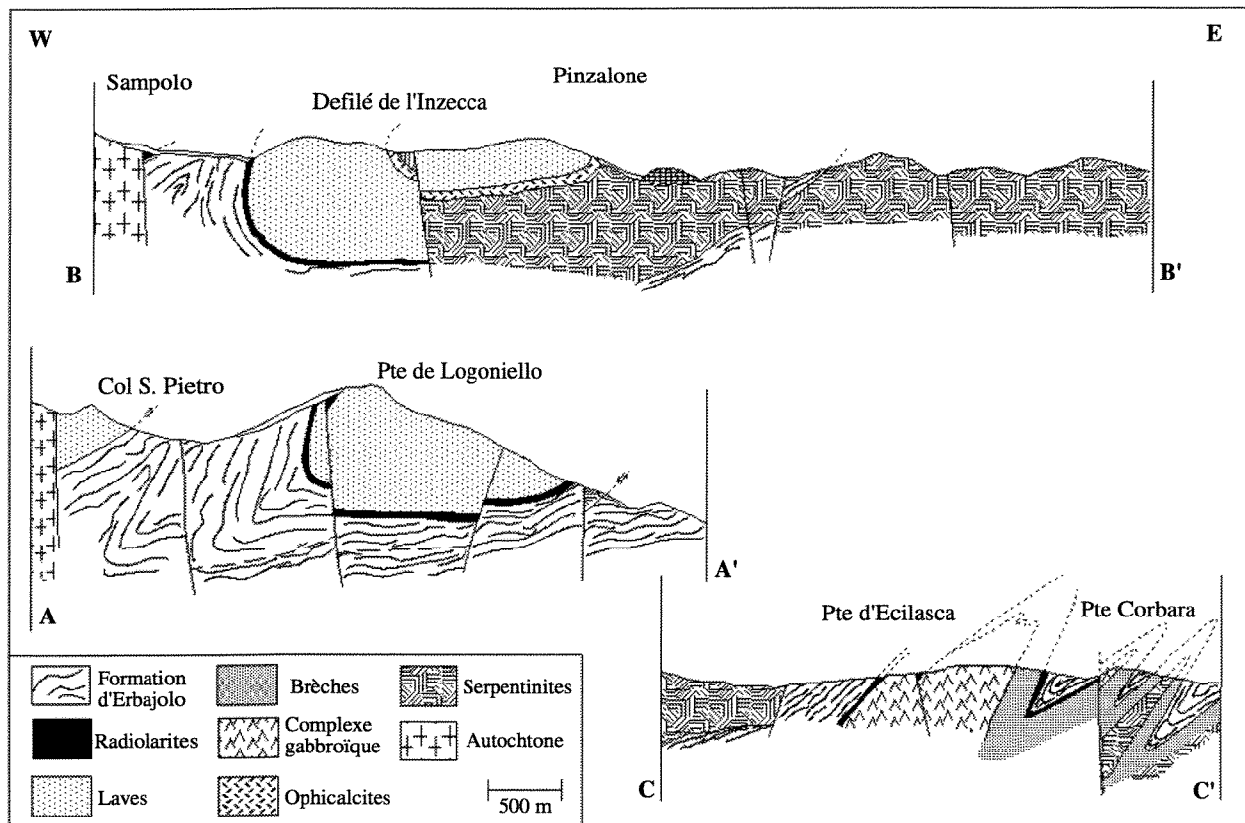 W
E
Sampolo
Pinzalone
Defilé de l'Inzecca
B
B'
Col S. Pietro
Pte de Logoniello
A
A'
Pte d'Ecilasca
Pte Corbara
C
C'
Formation
d'Erbajolo
Brèches
Serpentinites
Radiolarites
Complexe
gabbroïque
Autochtone
Laves
Ophicalcites
500 m